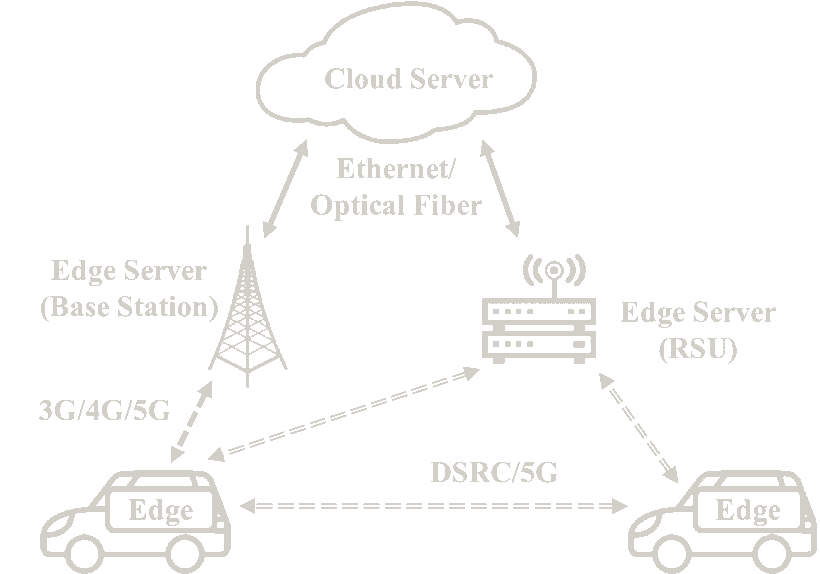 Cloud Server
Ethernet/
Optical Fiber
Edge Server
(Base Station)
Edge Server
(RSU)
3G/4G/5G
DSRC/5G
Edge
Edge